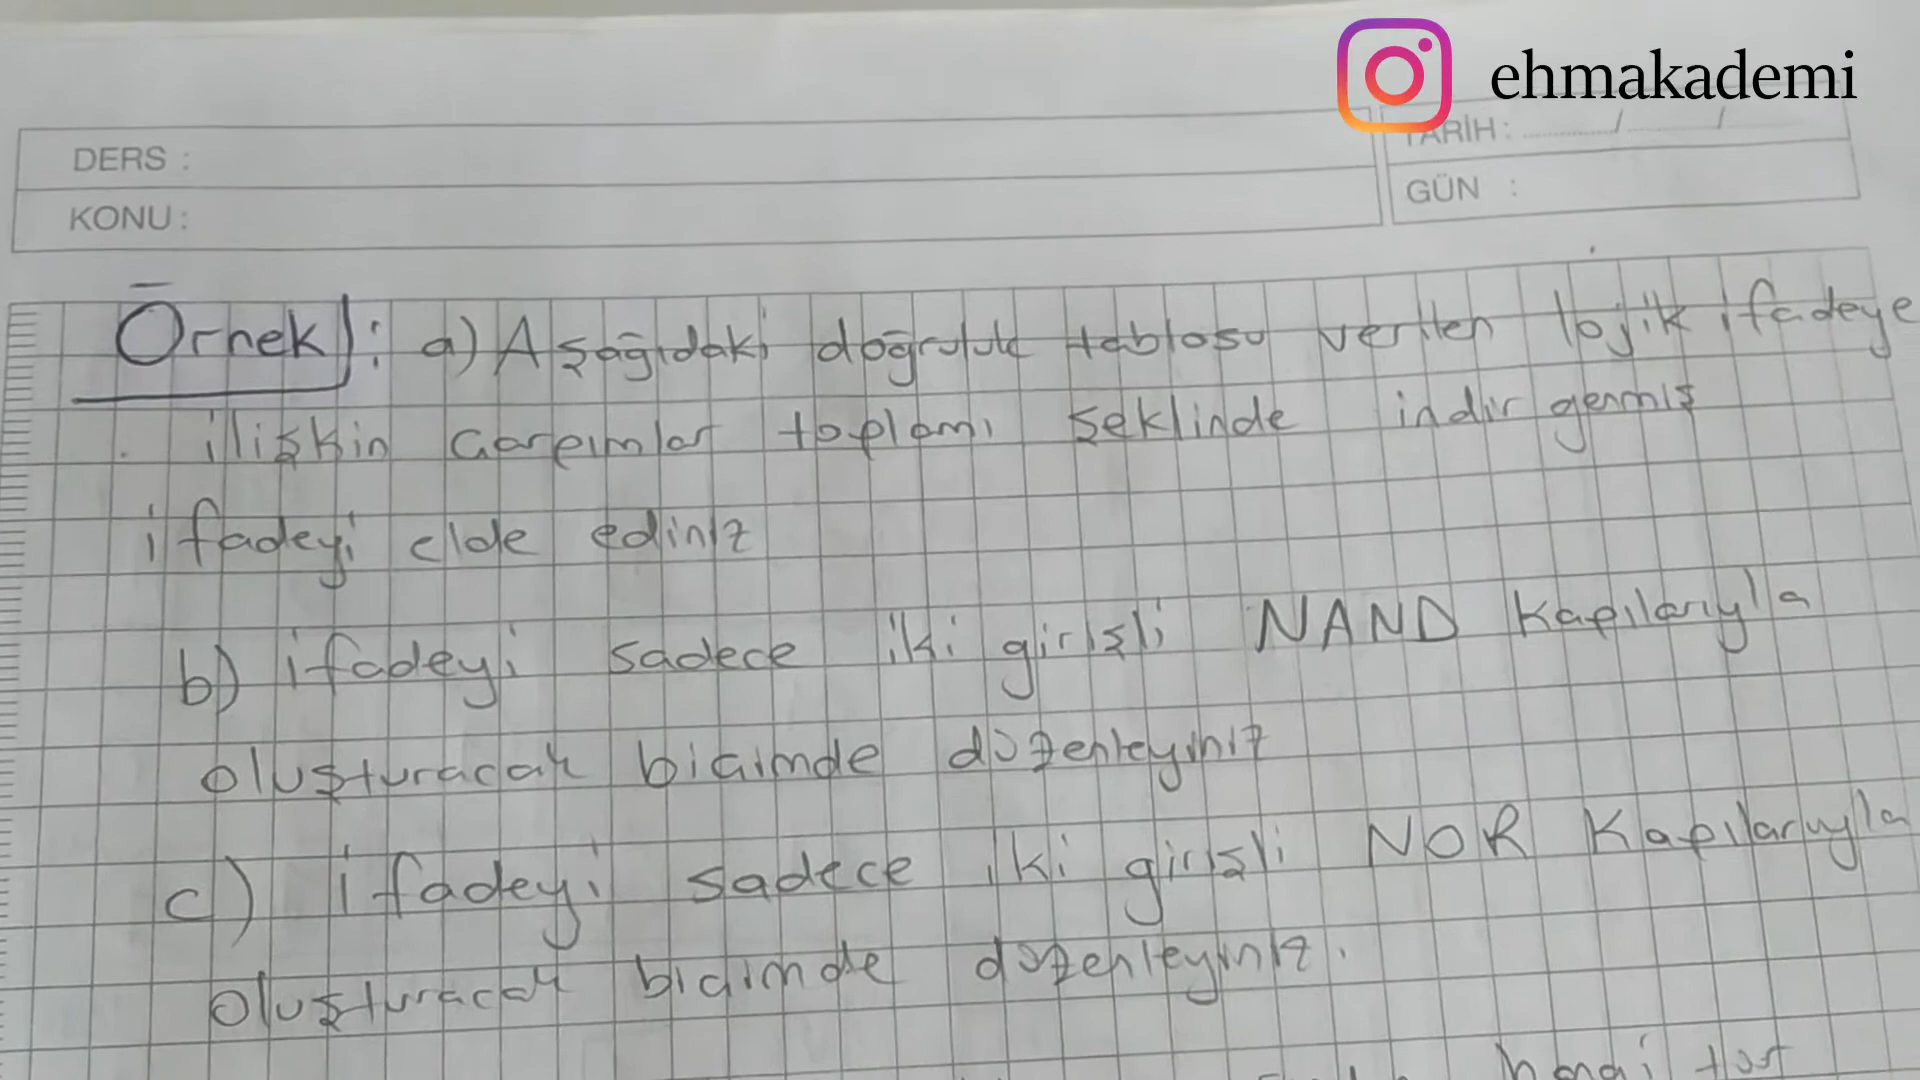 ehmakademi
DERS :
TARİH : ......... / ......... /
KONU :
GÜN :
Örnek): a) Aşağıdaki doğruluk tablosu verilen lojik ifadeye
ilişkin çarpımlar toplamı şeklinde indirgenmiş
ifadeyi elde ediniz
b) ifadeyi sadece iki girişli NAND kapılarıyla
oluşturacak biçimde düzenleyiniz
c) ifadeyi sadece iki girişli NOR kapılarıyla
oluşturacak biçimde düzenleyiniz.
hangi tür